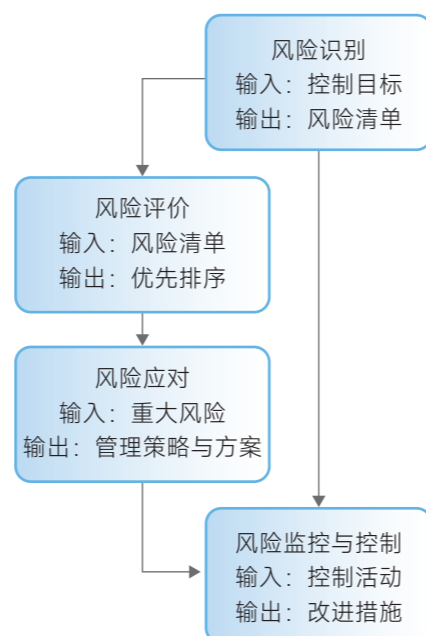 风险识别
输入：控制目标
输出：风险清单
风险评价
输入：风险清单
输出：优先排序
风险应对
输入：重大风险
输出：管理策略与方案
风险监控与控制
输入：控制活动
输出：改进措施